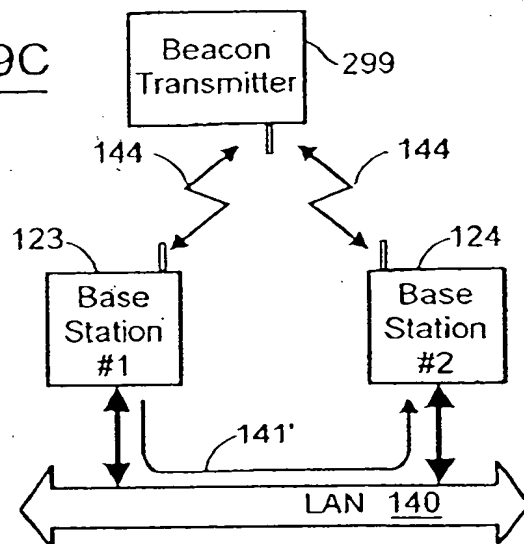 9C
Beacon
Transmitter
299
144
144
123
124
Base
Station
#1
Base
Station
#2
141'
LAN 140